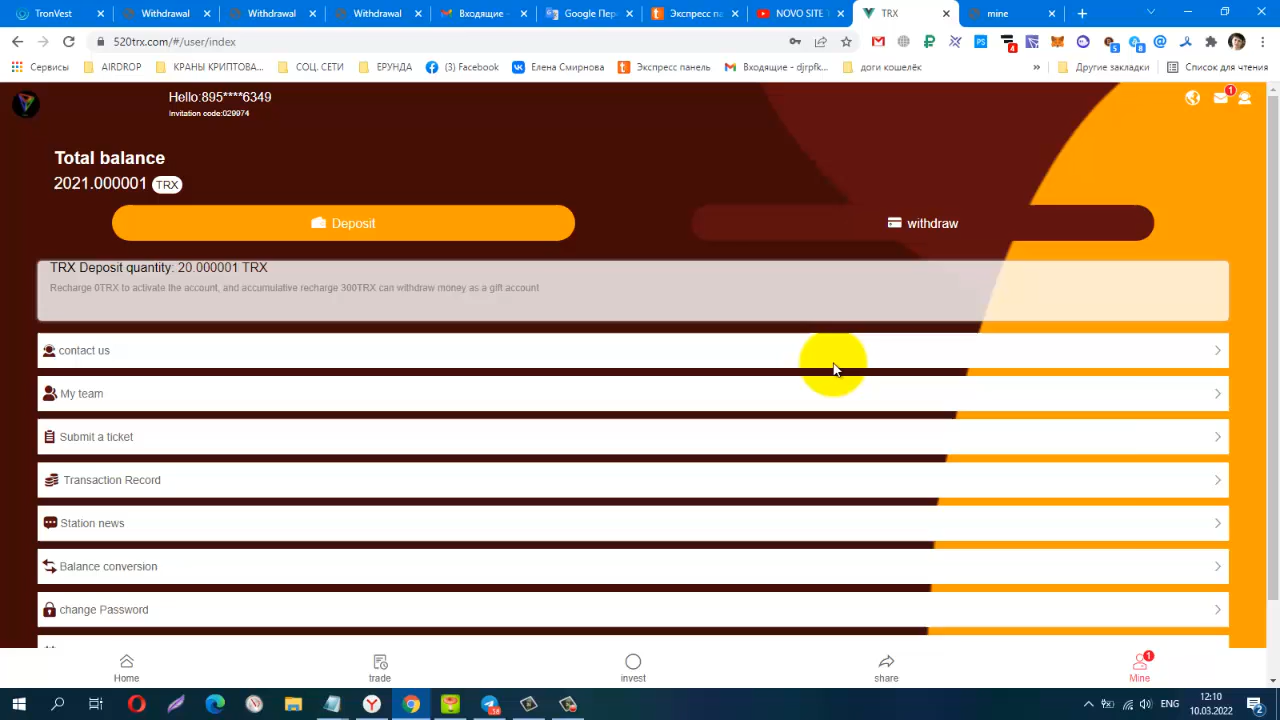 TronVest
Withdrawal
Withdrawal
Withdrawal
Входящие -
Google Пер
Экспресс па
NOVO SITE T
TRX
mine
520trx.com/#/user/index
Сервисы
AIRDROP
КРАНЫ КРИПТОВА...
СОЦ. СЕТИ
ЕРУНДА
(3) Facebook
Елена Смирнова
Экспресс панель
Входящие - djrpfk...
доги кошелёк
»
Другие закладки
Список для чтения
Hello:895****6349
Invitation code:029974
1
Total balance
2021.000001 TRX
Deposit
withdraw
TRX Deposit quantity: 20.000001 TRX
Recharge 0TRX to activate the account, and accumulative recharge 300TRX can withdraw money as a gift account
contact us
My team
Submit a ticket
Transaction Record
Station news
Balance conversion
change Password
Home
trade
invest
share
Mine
1
ENG
12:10
10.03.2022
2